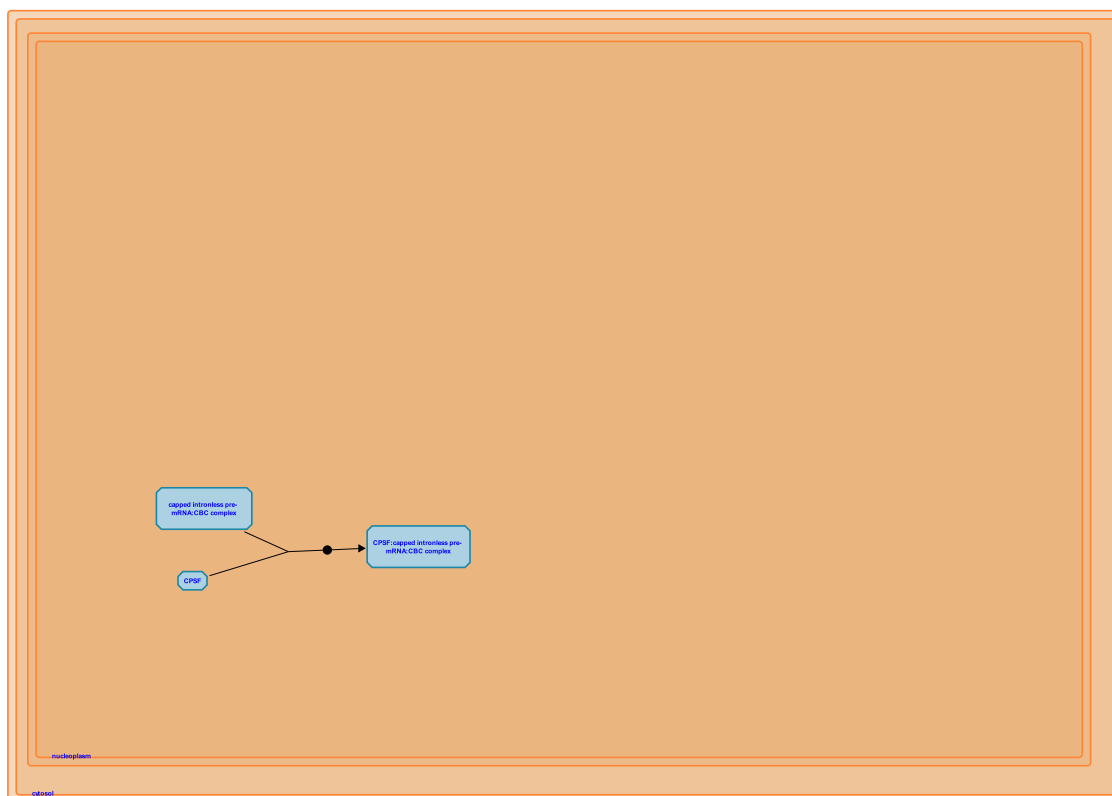 capped intronless pre-
mRNA:CBC complex
CPSF:capped intronless pre-
mRNA:CBC complex
CPSF
nucleoplasm
cytosol